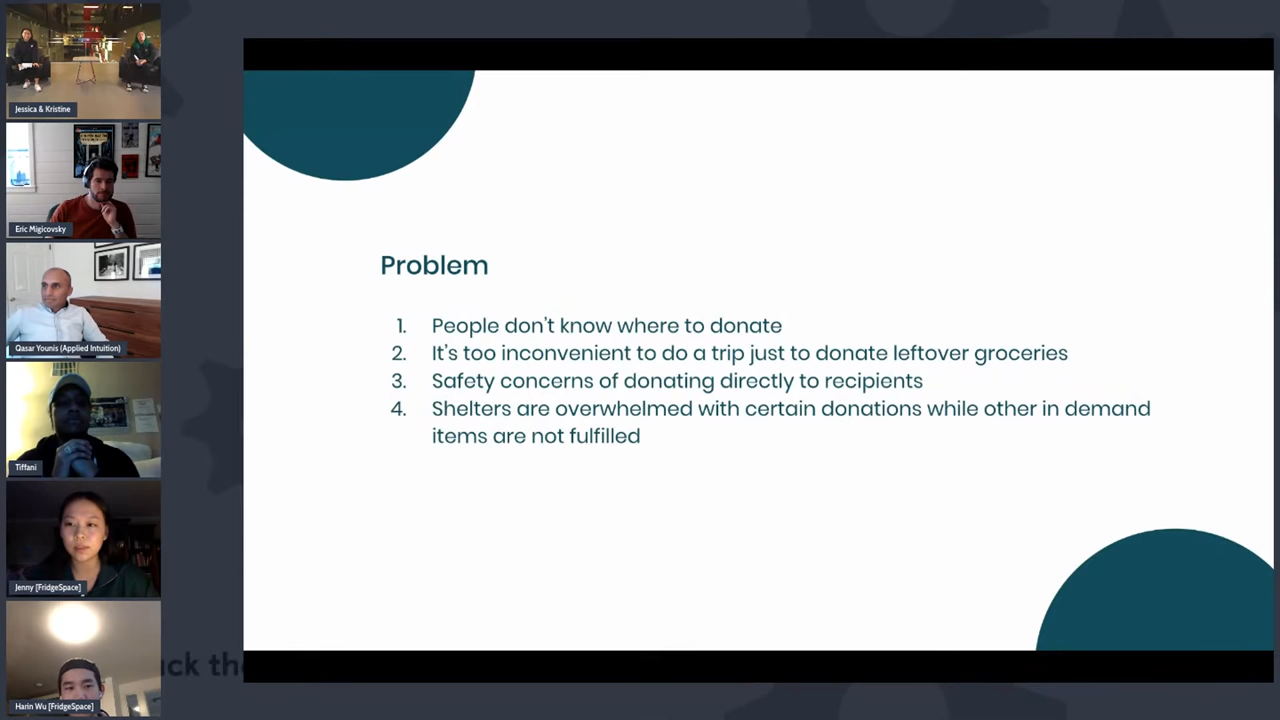 Jessica & Kristine
Eric Migicovsky
Qasar Younis (Applied Intuition)
Tiffani
Jenny [FridgeSpace]
Harin Wu [FridgeSpace]
Problem
1. People don't know where to donate
2. It's too inconvenient to do a trip just to donate leftover groceries
3. Safety concerns of donating directly to recipients
4. Shelters are overwhelmed with certain donations while other in demand
items are not fulfilled